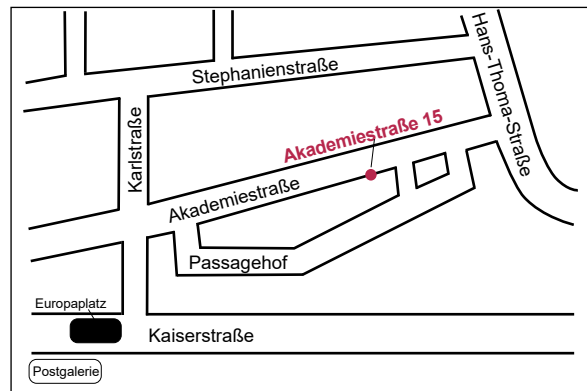 Stephanienstraße
Hans-Thoma-Straße
Karlstraße
Akademiestraße 15
Akademiestraße
Passagehof
Europaplatz
Kaiserstraße
Postgalerie